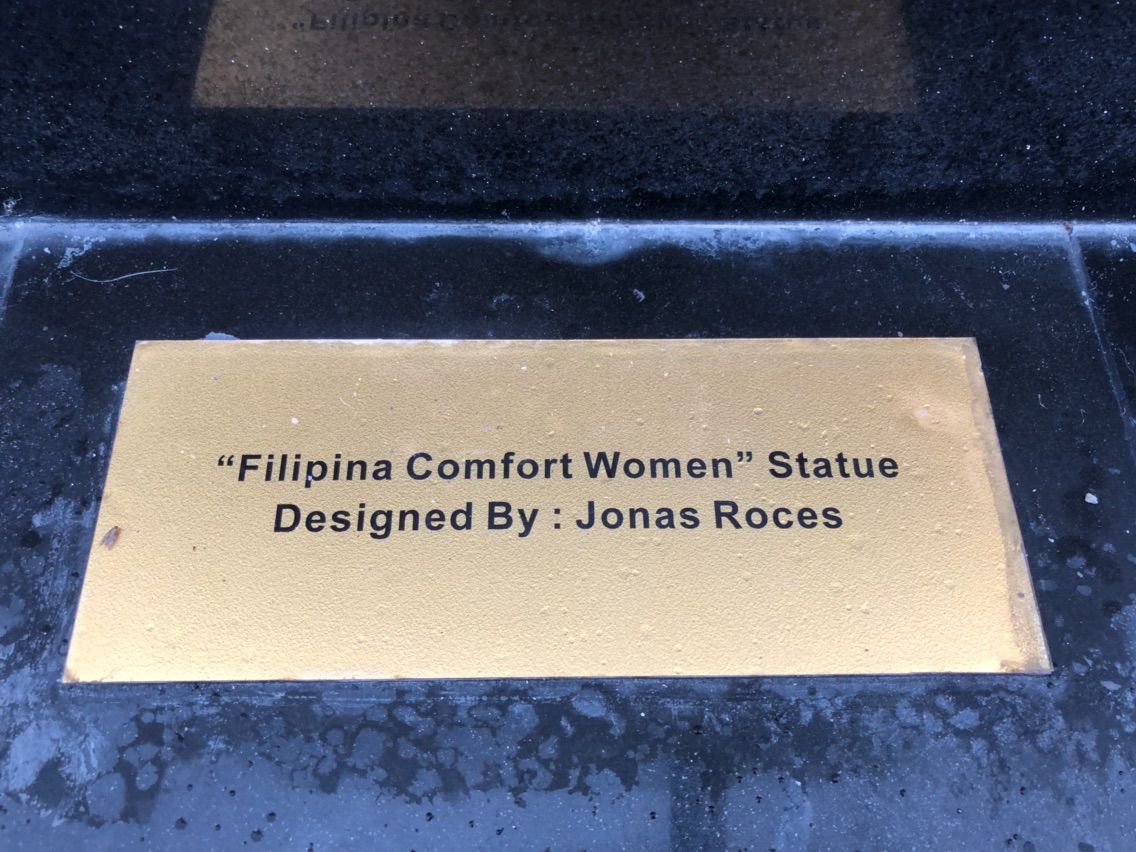 “Filipina Comfort Women” Statue
Designed By : Jonas Roces